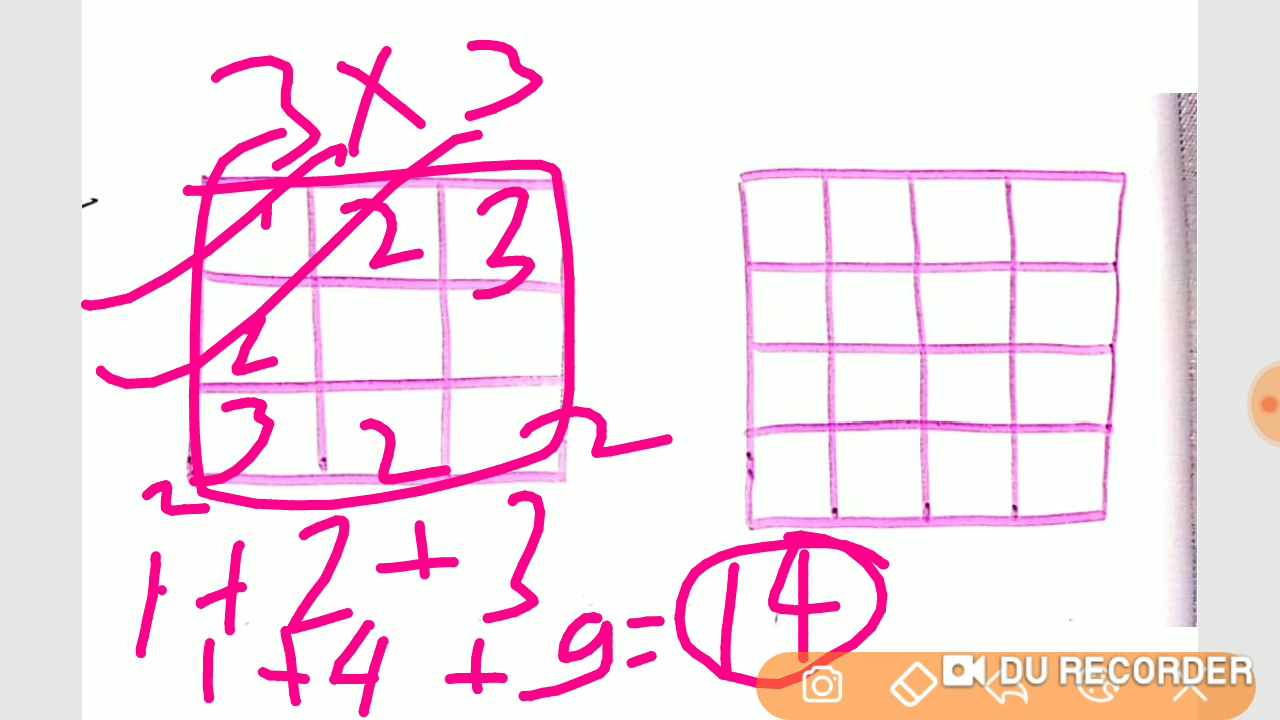 3 x 3
1 2 3
2
3 2 2
2
1 + 2 + 3
1 + 4 + 9 = 14
DU RECORDER